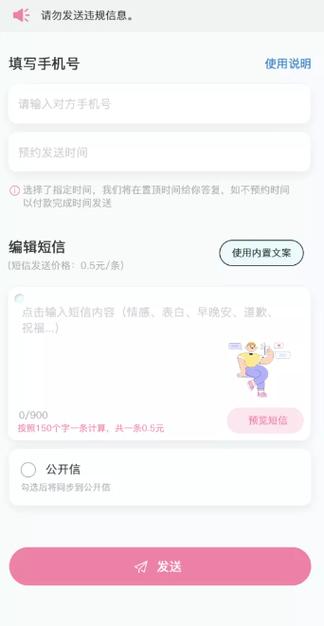 请勿发送违规信息。
填写手机号 使用说明
请输入对方手机号
预约发送时间
选择了指定时间，我们将在置顶时间给你答复，如不预约时间
以付款完成时间发送
编辑短信 使用内置文案
(短信发送价格：0.5元/条)
点击输入短信内容（情感、表白、早晚安、道歉、
祝福...)
0/900
按照150个字一条计算，共一条0.5元
预览短信
公开信
勾选后将同步到公开信
发送